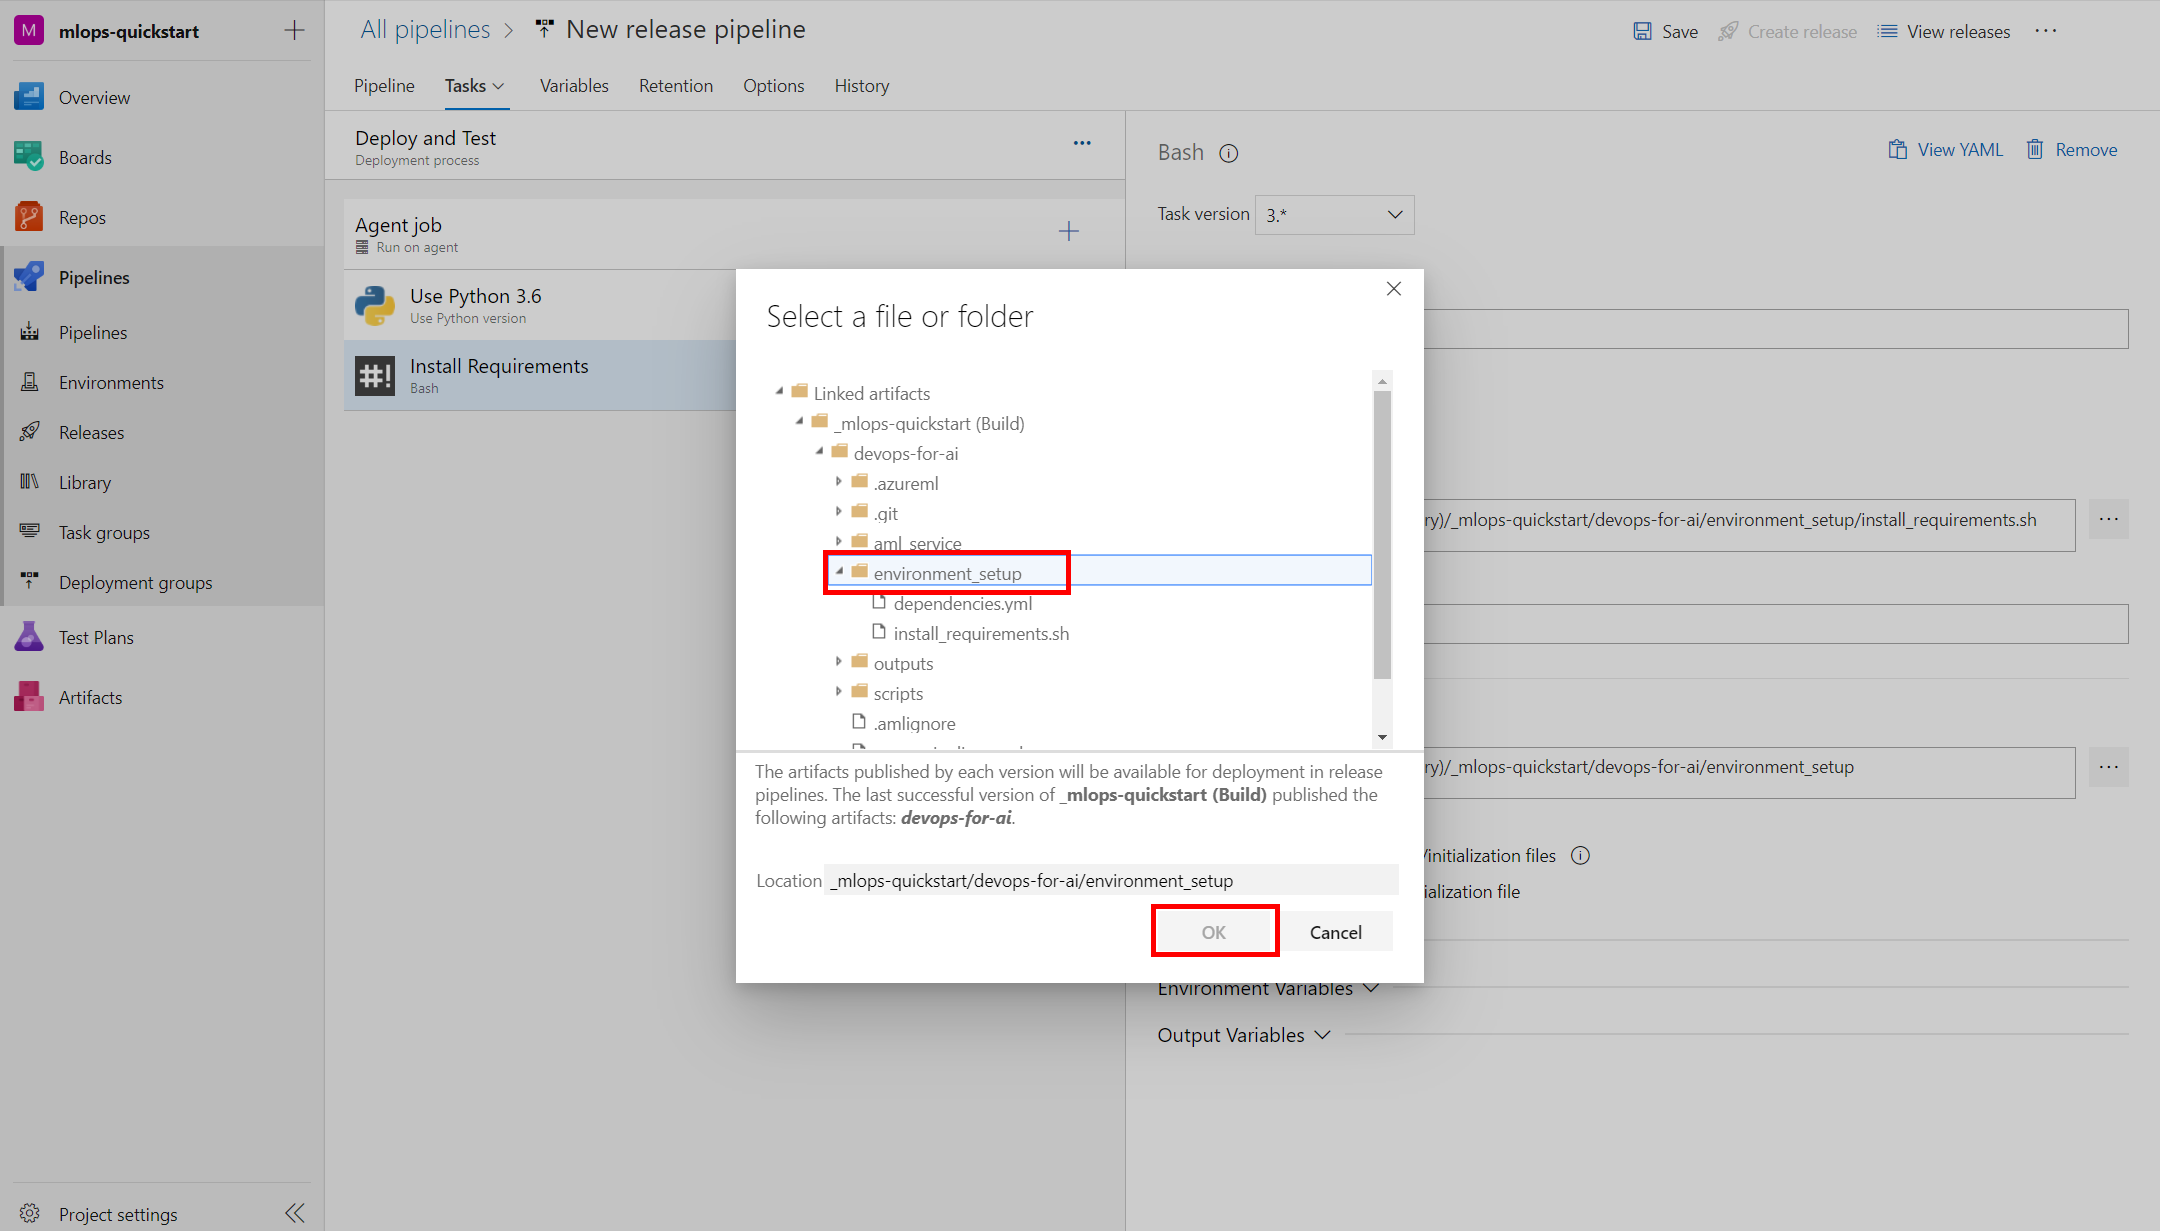 M mlops-quickstart
Overview
Boards
Repos
Pipelines
Pipelines
Environments
Releases
Library
Task groups
Deployment groups
Test Plans
Artifacts
Project settings
All pipelines New release pipeline
Save Create release View releases ...
Pipeline Tasks Variables Retention Options History
Deploy and Test
Deployment process
...
Agent job
Run on agent
Use Python 3.6
Use Python version
#!
Install Requirements
Bash
Bash
View YAML Remove
Task version 3.*
ry)/_mlops-quickstart/devops-for-ai/environment_setup/install_requirements.sh
...
ry)/_mlops-quickstart/devops-for-ai/environment_setup
...
/initialization files
ialization file
Environment Variables
Output Variables
Select a file or folder
Linked artifacts
_mlops-quickstart (Build)
devops-for-ai
.azureml
.git
aml_service
environment_setup
dependencies.yml
install_requirements.sh
outputs
scripts
.amlignore
The artifacts published by each version will be available for deployment in release
pipelines. The last successful version of _mlops-quickstart (Build) published the
following artifacts: devops-for-ai.
Location _mlops-quickstart/devops-for-ai/environment_setup
OK Cancel